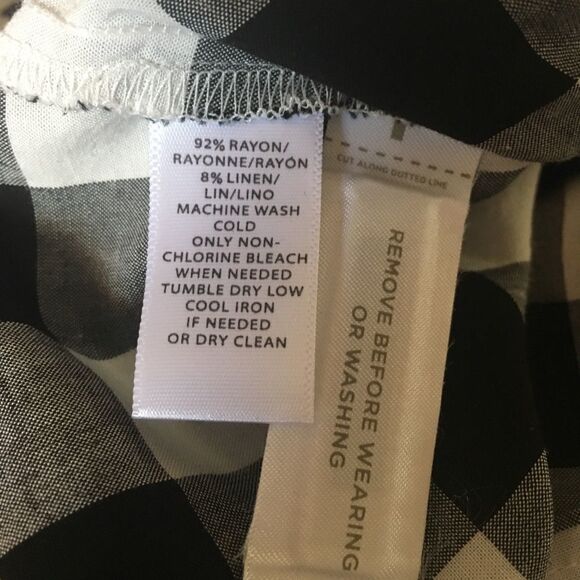 92% RAYON/
RAYONNE/RAYÓN
8% LINEN/
LIN/LINO
MACHINE WASH
COLD
ONLY NON-
CHLORINE BLEACH
WHEN NEEDED
TUMBLE DRY LOW
COOL IRON
IF NEEDED
OR DRY CLEAN
CUT ALONG DOTTED LINE
REMOVE BEFORE WEARING
OR WASHING